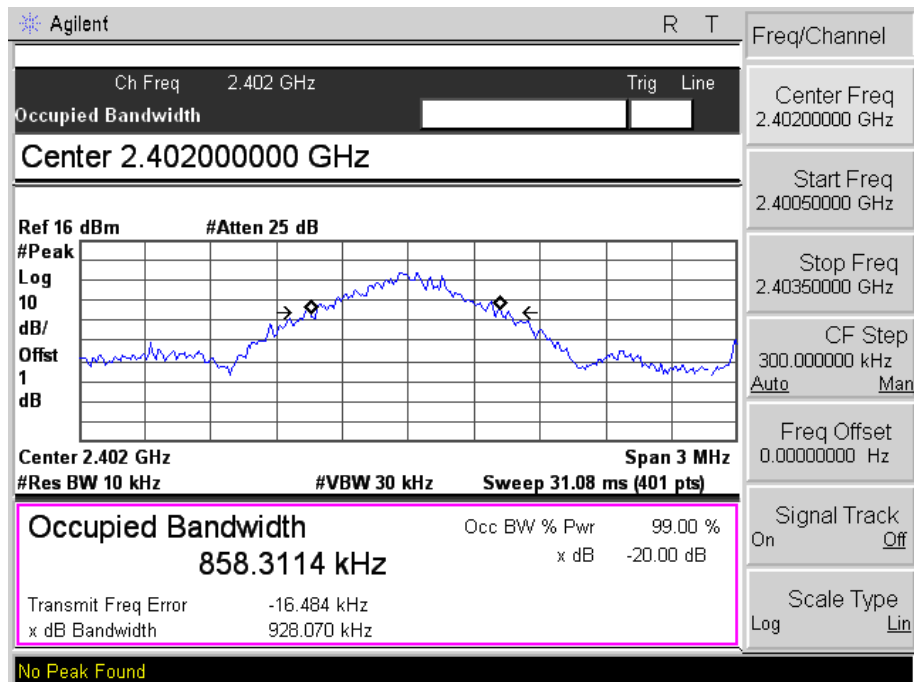 Agilent R T
Freq/Channel
Ch Freq 2.402 GHz Trig Line
Occupied Bandwidth
Center 2.402000000 GHz
Center Freq
2.40200000 GHz
Start Freq
2.40050000 GHz
Stop Freq
2.40350000 GHz
CF Step
300.000000 kHz
Auto Man
Freq Offset
0.00000000 Hz
Signal Track
On Off
Scale Type
Log Lin
Ref 16 dBm #Atten 25 dB
#Peak
Log
10
dB/
Offst
1
dB
Center 2.402 GHz Span 3 MHz
#Res BW 10 kHz #VBW 30 kHz Sweep 31.08 ms (401 pts)
Occupied Bandwidth Occ BW % Pwr 99.00 %
858.3114 kHz x dB -20.00 dB
Transmit Freq Error -16.484 kHz
x dB Bandwidth 928.070 kHz
No Peak Found